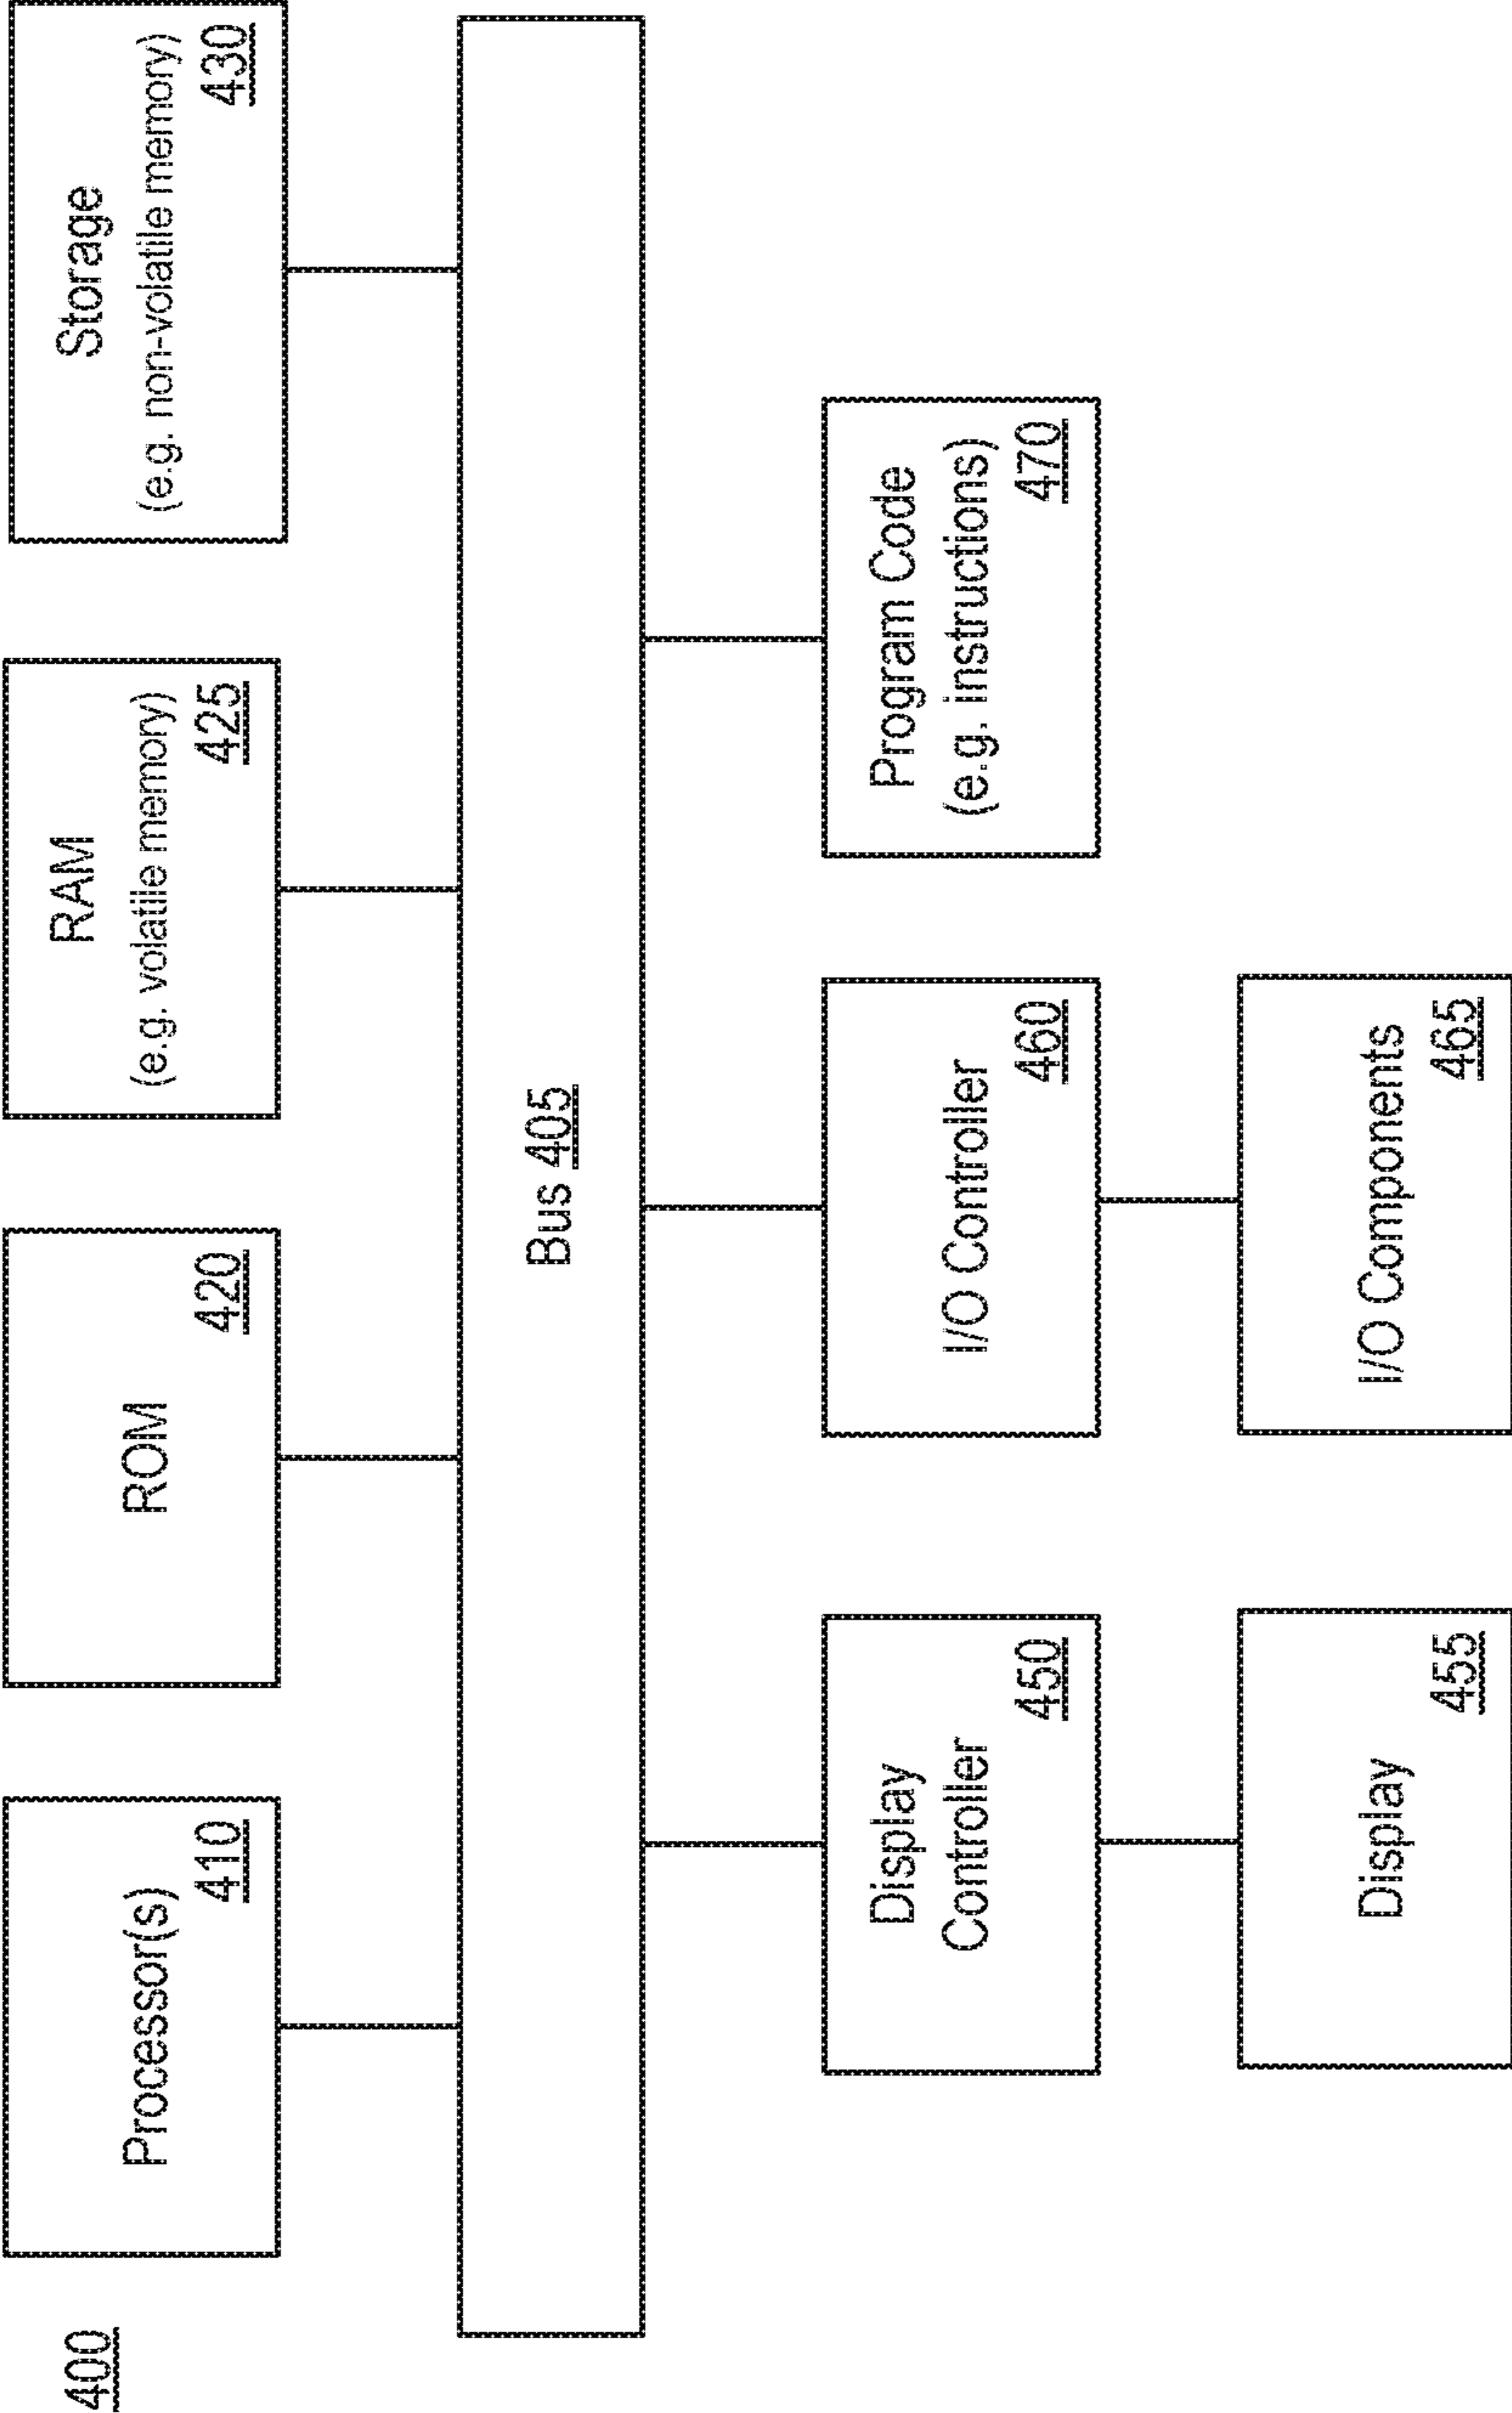 400
Processor(s)
410
ROM
420
RAM
(e.g. volatile memory)
425
Storage
(e.g. non-volatile memory)
430
Bus 405
Display
Controller
450
I/O Controller
460
Program Code
(e.g. instructions)
470
Display
455
I/O Components
465